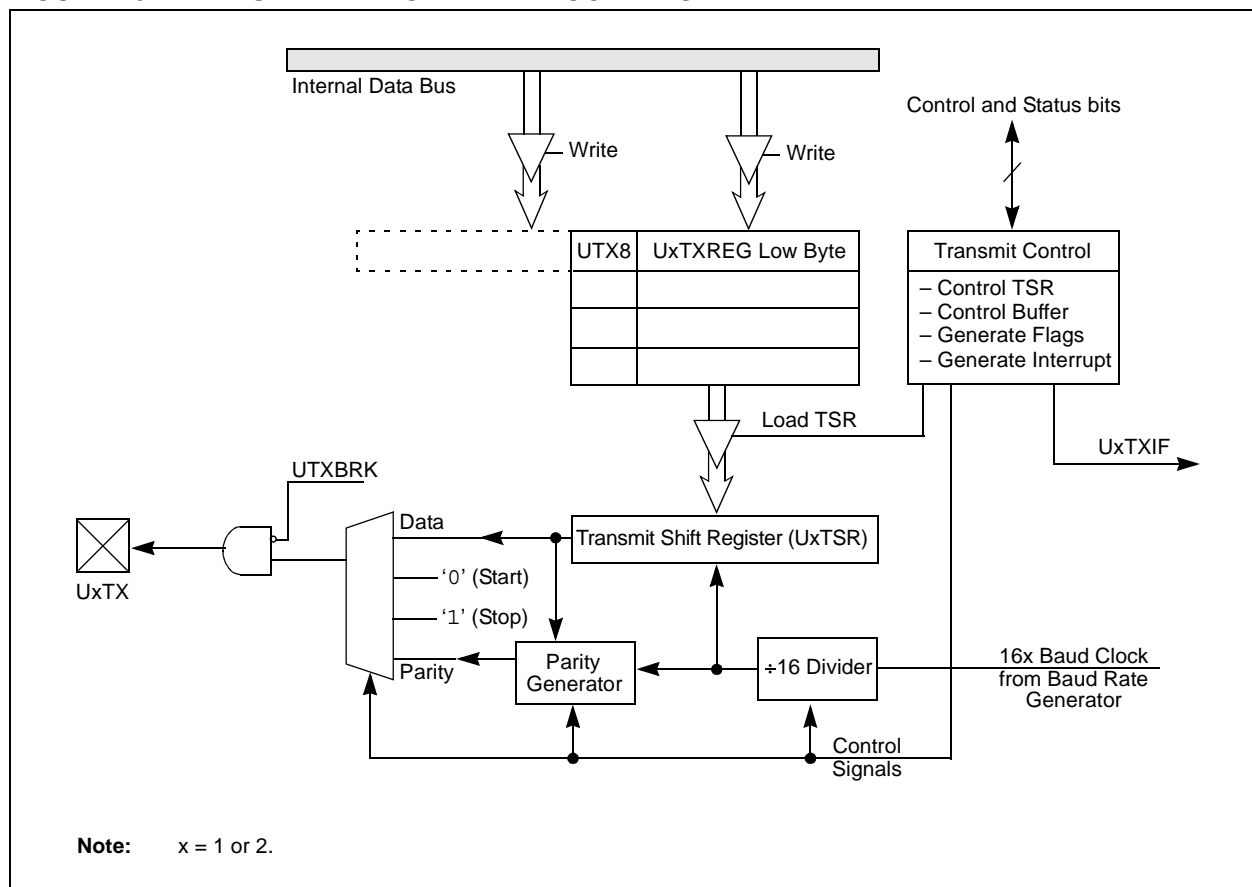 Internal Data Bus
Control and Status bits
Write
Write
UTX8
UxTXREG Low Byte
Transmit Control
– Control TSR
– Control Buffer
– Generate Flags
– Generate Interrupt
Load TSR
UxTXIF
UTXBRK
Data
Transmit Shift Register (UxTSR)
UxTX
‘0’ (Start)
‘1’ (Stop)
Parity
Parity
Generator
÷16 Divider
16x Baud Clock
from Baud Rate
Generator
Control
Signals
Note: x = 1 or 2.